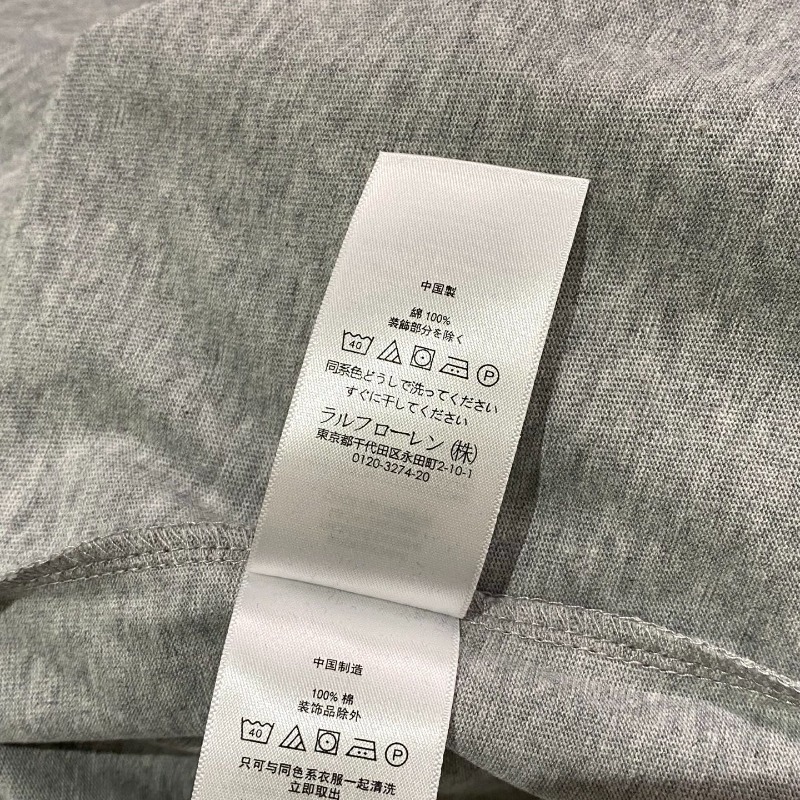 中国製
綿 100%
装飾部分を除く
40 P
同系色どうしで洗ってください
すぐに干してください
ラルフローレン（株）
東京都千代田区永田町2-10-1
0120-3274-20
中国制造
100% 棉
装饰品除外
40 P
只可与同色系衣服一起清洗
立即取出